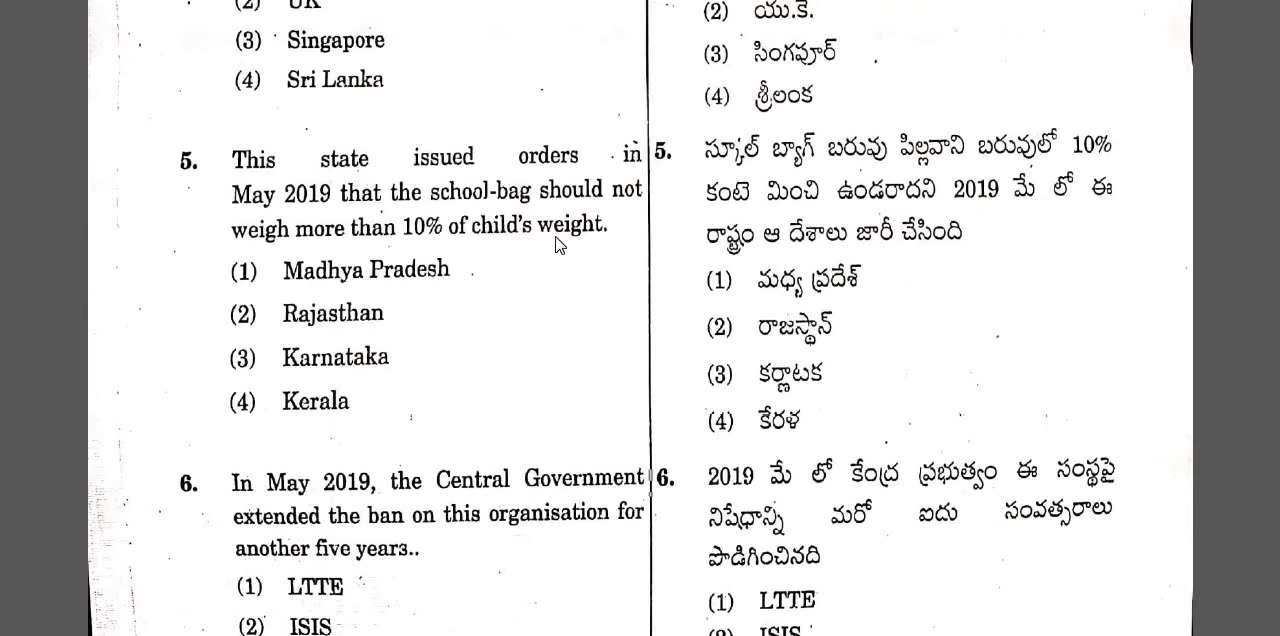 (2) UK
(3) Singapore
(4) Sri Lanka
5. This state issued orders in
May 2019 that the school-bag should not
weigh more than 10% of child's weight.
(1) Madhya Pradesh
(2) Rajasthan
(3) Karnataka
(4) Kerala
6. In May 2019, the Central Government
extended the ban on this organisation for
another five years..
(1) LTTE
(2) ISIS
(2) యు.కె.
(3) సింగపూర్
(4) శ్రీలంక
5. స్కూల్ బ్యాగ్ బరువు పిల్లవాని బరువులో 10%
కంటె మించి ఉండరాదని 2019 మే లో ఈ
రాష్ట్రం ఆ దేశాలు జారీ చేసింది
(1) మధ్య ప్రదేశ్
(2) రాజస్థాన్
(3) కర్ణాటక
(4) కేరళ
6. 2019 మే లో కేంద్ర ప్రభుత్వం ఈ సంస్థపై
నిషేధాన్ని మరో ఐదు సంవత్సరాలు
పొడిగించినది
(1) LTTE
(2) ISIS